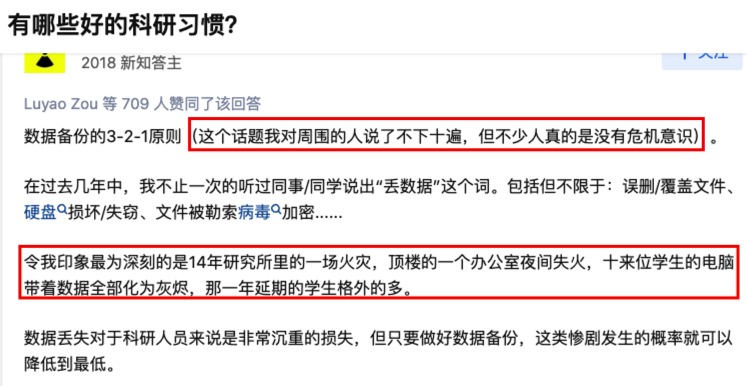 有哪些好的科研习惯?
2018 新知答主
Luyao Zou 等 709 人赞同了该回答
数据备份的3-2-1原则（这个话题我对周围的人说了不下十遍，但不少人真的是没有危机意识）。
在过去几年中，我不止一次的听过同事/同学说出“丢数据”这个词。包括但不限于：误删/覆盖文件、
硬盘损坏/失窃、文件被勒索病毒加密......
令我印象最为深刻的是14年研究所里的一场火灾，顶楼的一个办公室夜间失火，十来位学生的电脑
带着数据全部化为灰烬，那一年延期的学生格外的多。
数据丢失对于科研人员来说是非常沉重的损失，但只要做好数据备份，这类惨剧发生的概率就可以
降低到最低。